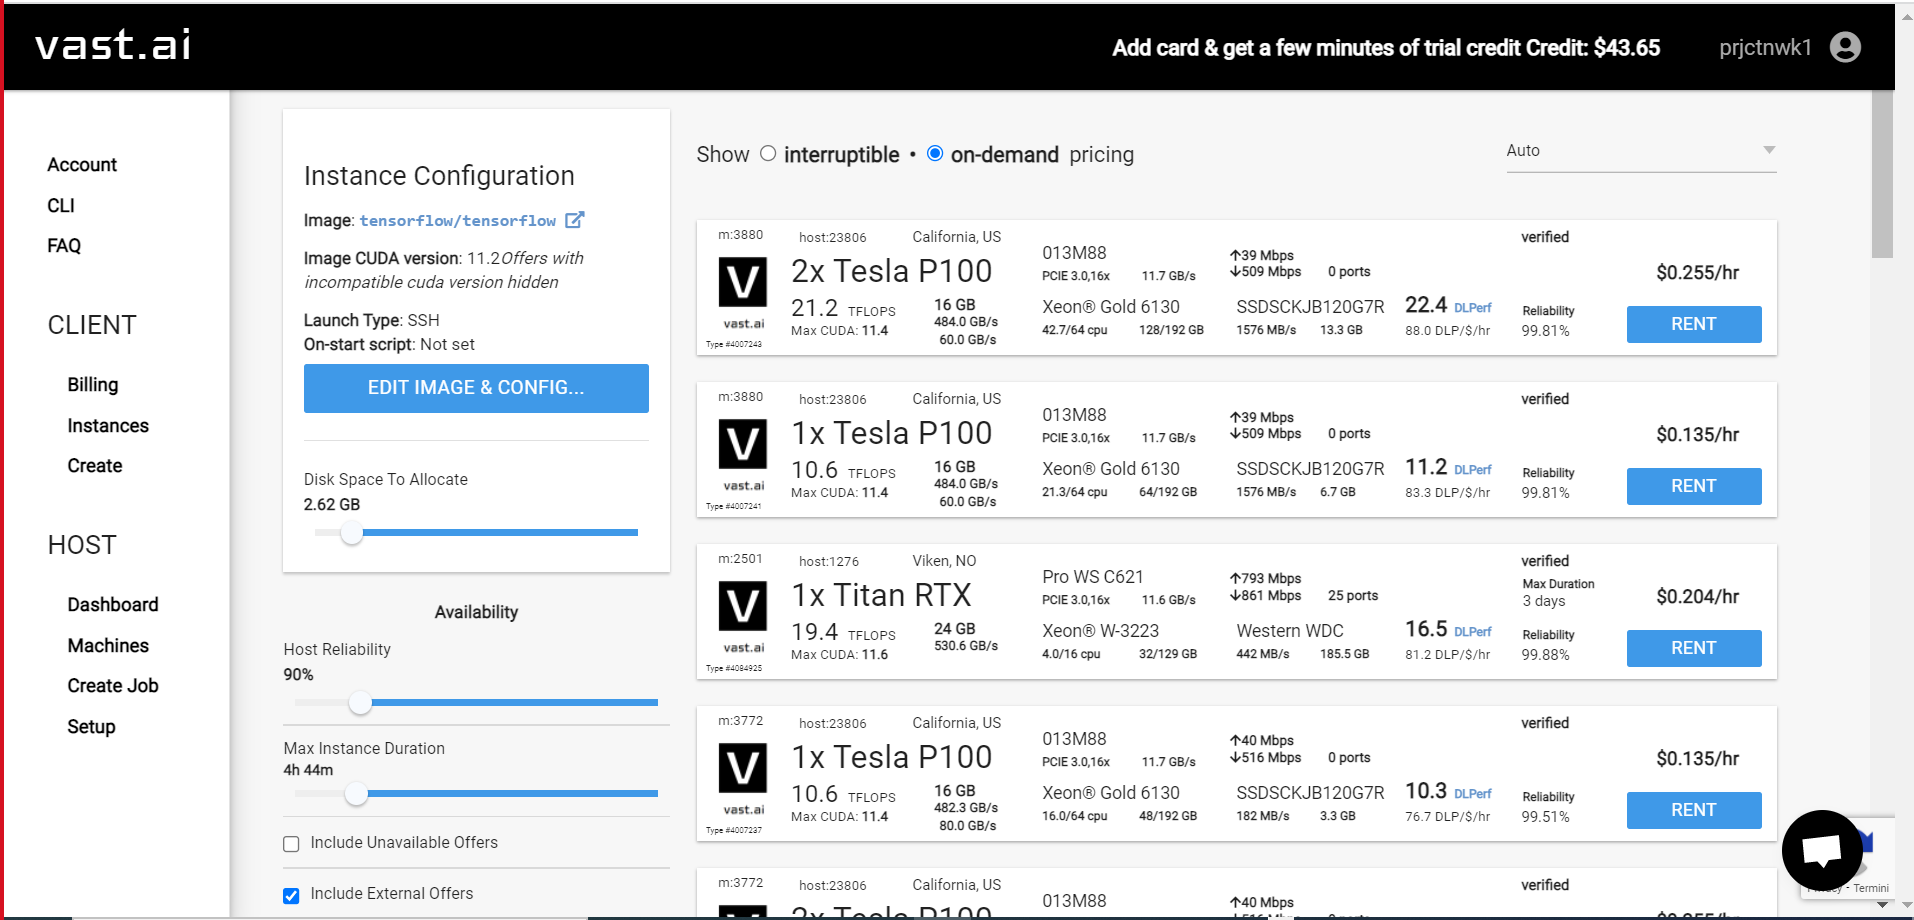 vast.ai
Add card & get a few minutes of trial credit Credit: $43.65
prjctnwk1
Account
CLI
FAQ
CLIENT
Billing
Instances
Create
HOST
Dashboard
Machines
Create Job
Setup
Instance Configuration
Image: tensorflow/tensorflow
Image CUDA version: 11.2Offers with
incompatible cuda version hidden
Launch Type: SSH
On-start script: Not set
EDIT IMAGE & CONFIG...
Disk Space To Allocate
2.62 GB
Availability
Host Reliability
90%
Max Instance Duration
4h 44m
Include Unavailable Offers
Include External Offers
Show interruptible • on-demand pricing
Auto
m:3880 host:23806 California, US
2x Tesla P100
21.2 TFLOPS
Max CUDA: 11.4
16 GB
484.0 GB/s
60.0 GB/s
vast.ai
Type #4007243
013M88
PCIE 3.0,16x 11.7 GB/s
Xeon® Gold 6130
42.7/64 cpu 128/192 GB
↑39 Mbps
↓509 Mbps 0 ports
SSDSCKJB120G7R
1576 MB/s 13.3 GB
22.4 DLPerf
88.0 DLP/$/hr
verified
Reliability
99.81%
$0.255/hr
RENT
m:3880 host:23806 California, US
1x Tesla P100
10.6 TFLOPS
Max CUDA: 11.4
16 GB
484.0 GB/s
60.0 GB/s
vast.ai
Type #4007241
013M88
PCIE 3.0,16x 11.7 GB/s
Xeon® Gold 6130
21.3/64 cpu 64/192 GB
↑39 Mbps
↓509 Mbps 0 ports
SSDSCKJB120G7R
1576 MB/s 6.7 GB
11.2 DLPerf
83.3 DLP/$/hr
verified
Reliability
99.81%
$0.135/hr
RENT
m:2501 host:1276 Viken, NO
1x Titan RTX
19.4 TFLOPS
Max CUDA: 11.6
24 GB
530.6 GB/s
vast.ai
Type #4084925
Pro WS C621
PCIE 3.0,16x 11.6 GB/s
Xeon® W-3223
4.0/16 cpu 32/129 GB
↑793 Mbps
↓861 Mbps 25 ports
Western WDC
442 MB/s 185.5 GB
16.5 DLPerf
81.2 DLP/$/hr
verified
Max Duration
3 days
Reliability
99.88%
$0.204/hr
RENT
m:3772 host:23806 California, US
1x Tesla P100
10.6 TFLOPS
Max CUDA: 11.4
16 GB
482.3 GB/s
80.0 GB/s
vast.ai
Type #4007237
013M88
PCIE 3.0,16x 11.7 GB/s
Xeon® Gold 6130
16.0/64 cpu 48/192 GB
↑40 Mbps
↓516 Mbps 0 ports
SSDSCKJB120G7R
182 MB/s 3.3 GB
10.3 DLPerf
76.7 DLP/$/hr
verified
Reliability
99.51%
$0.135/hr
RENT
m:3772 host:23806 California, US
2x Tesla P100
013M88
↑40 Mbps
↓516 Mbps 0 ports
verified
$0.255/hr
- Termini